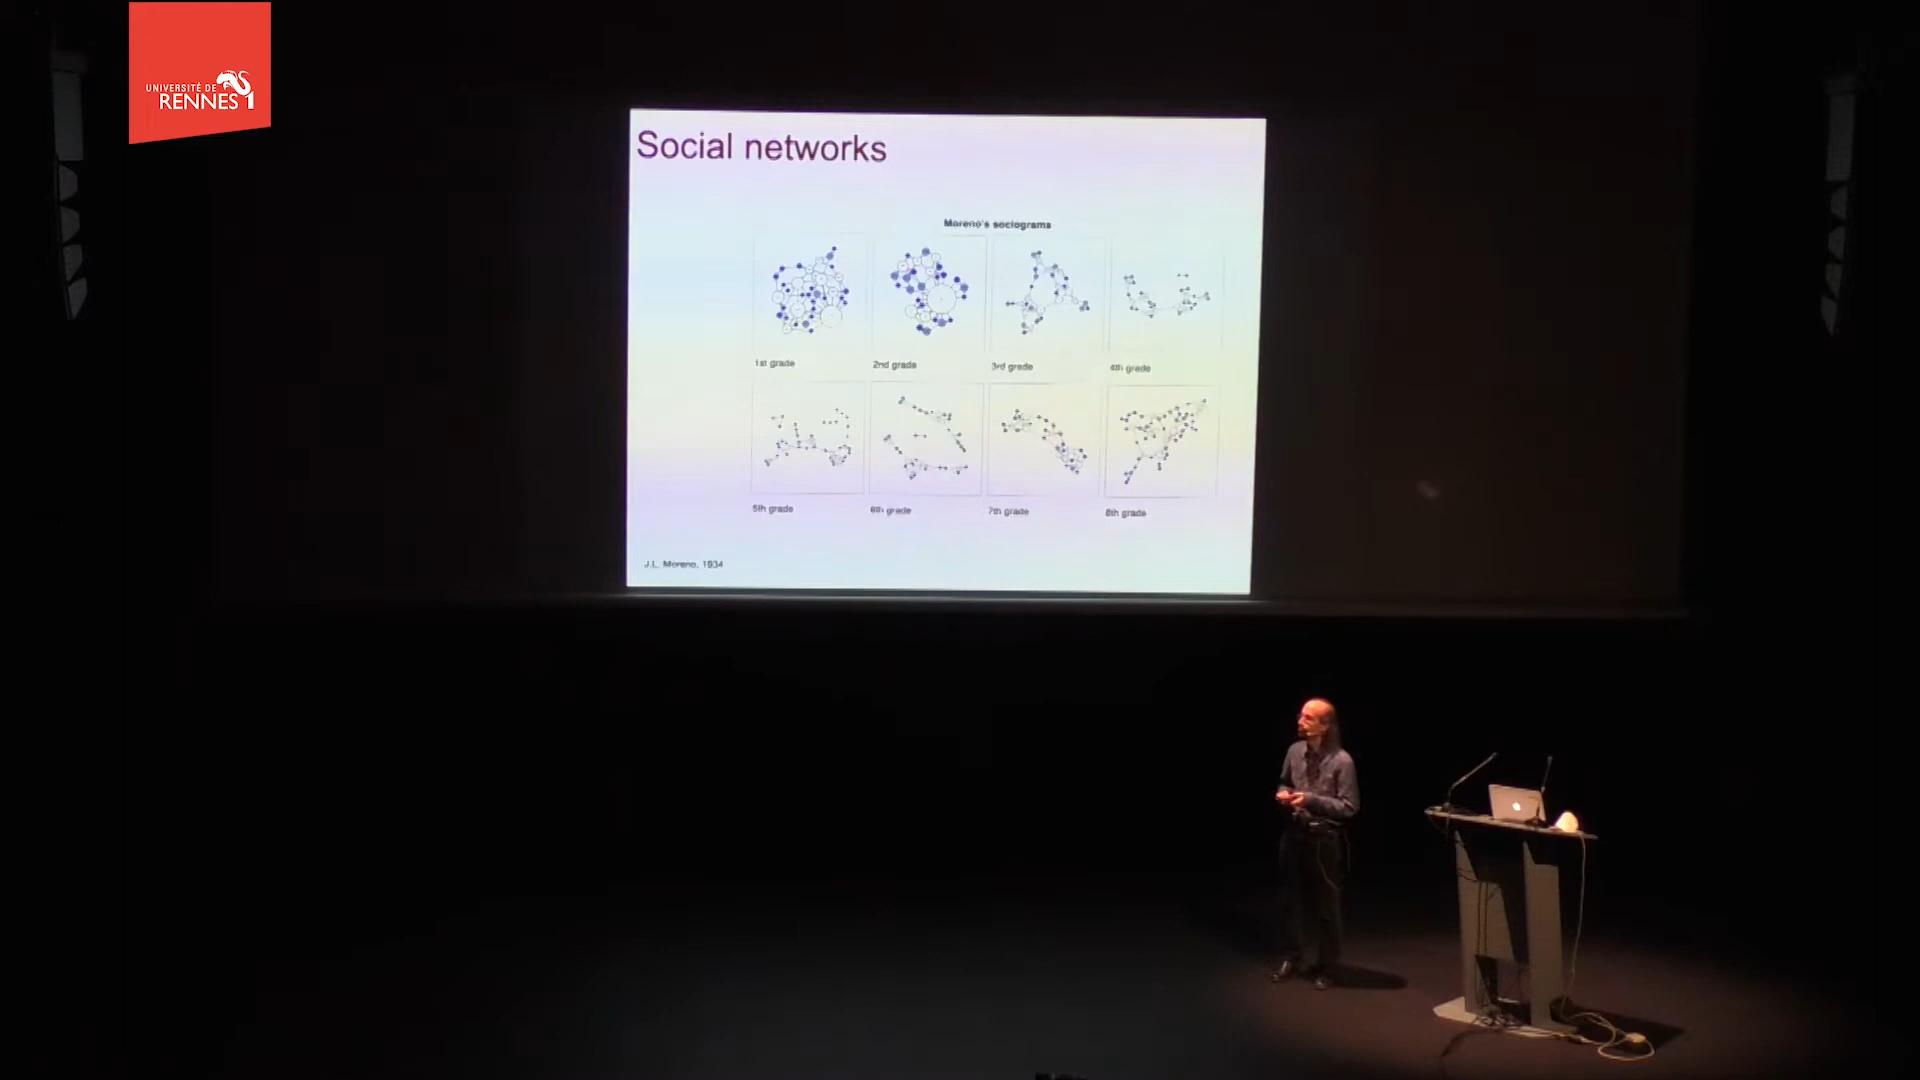 UNIVERSITÉ DE
RENNES 1
Social networks
Moreno's sociograms
1st grade
2nd grade
3rd grade
4th grade
5th grade
6th grade
7th grade
8th grade
J.L. Moreno, 1934